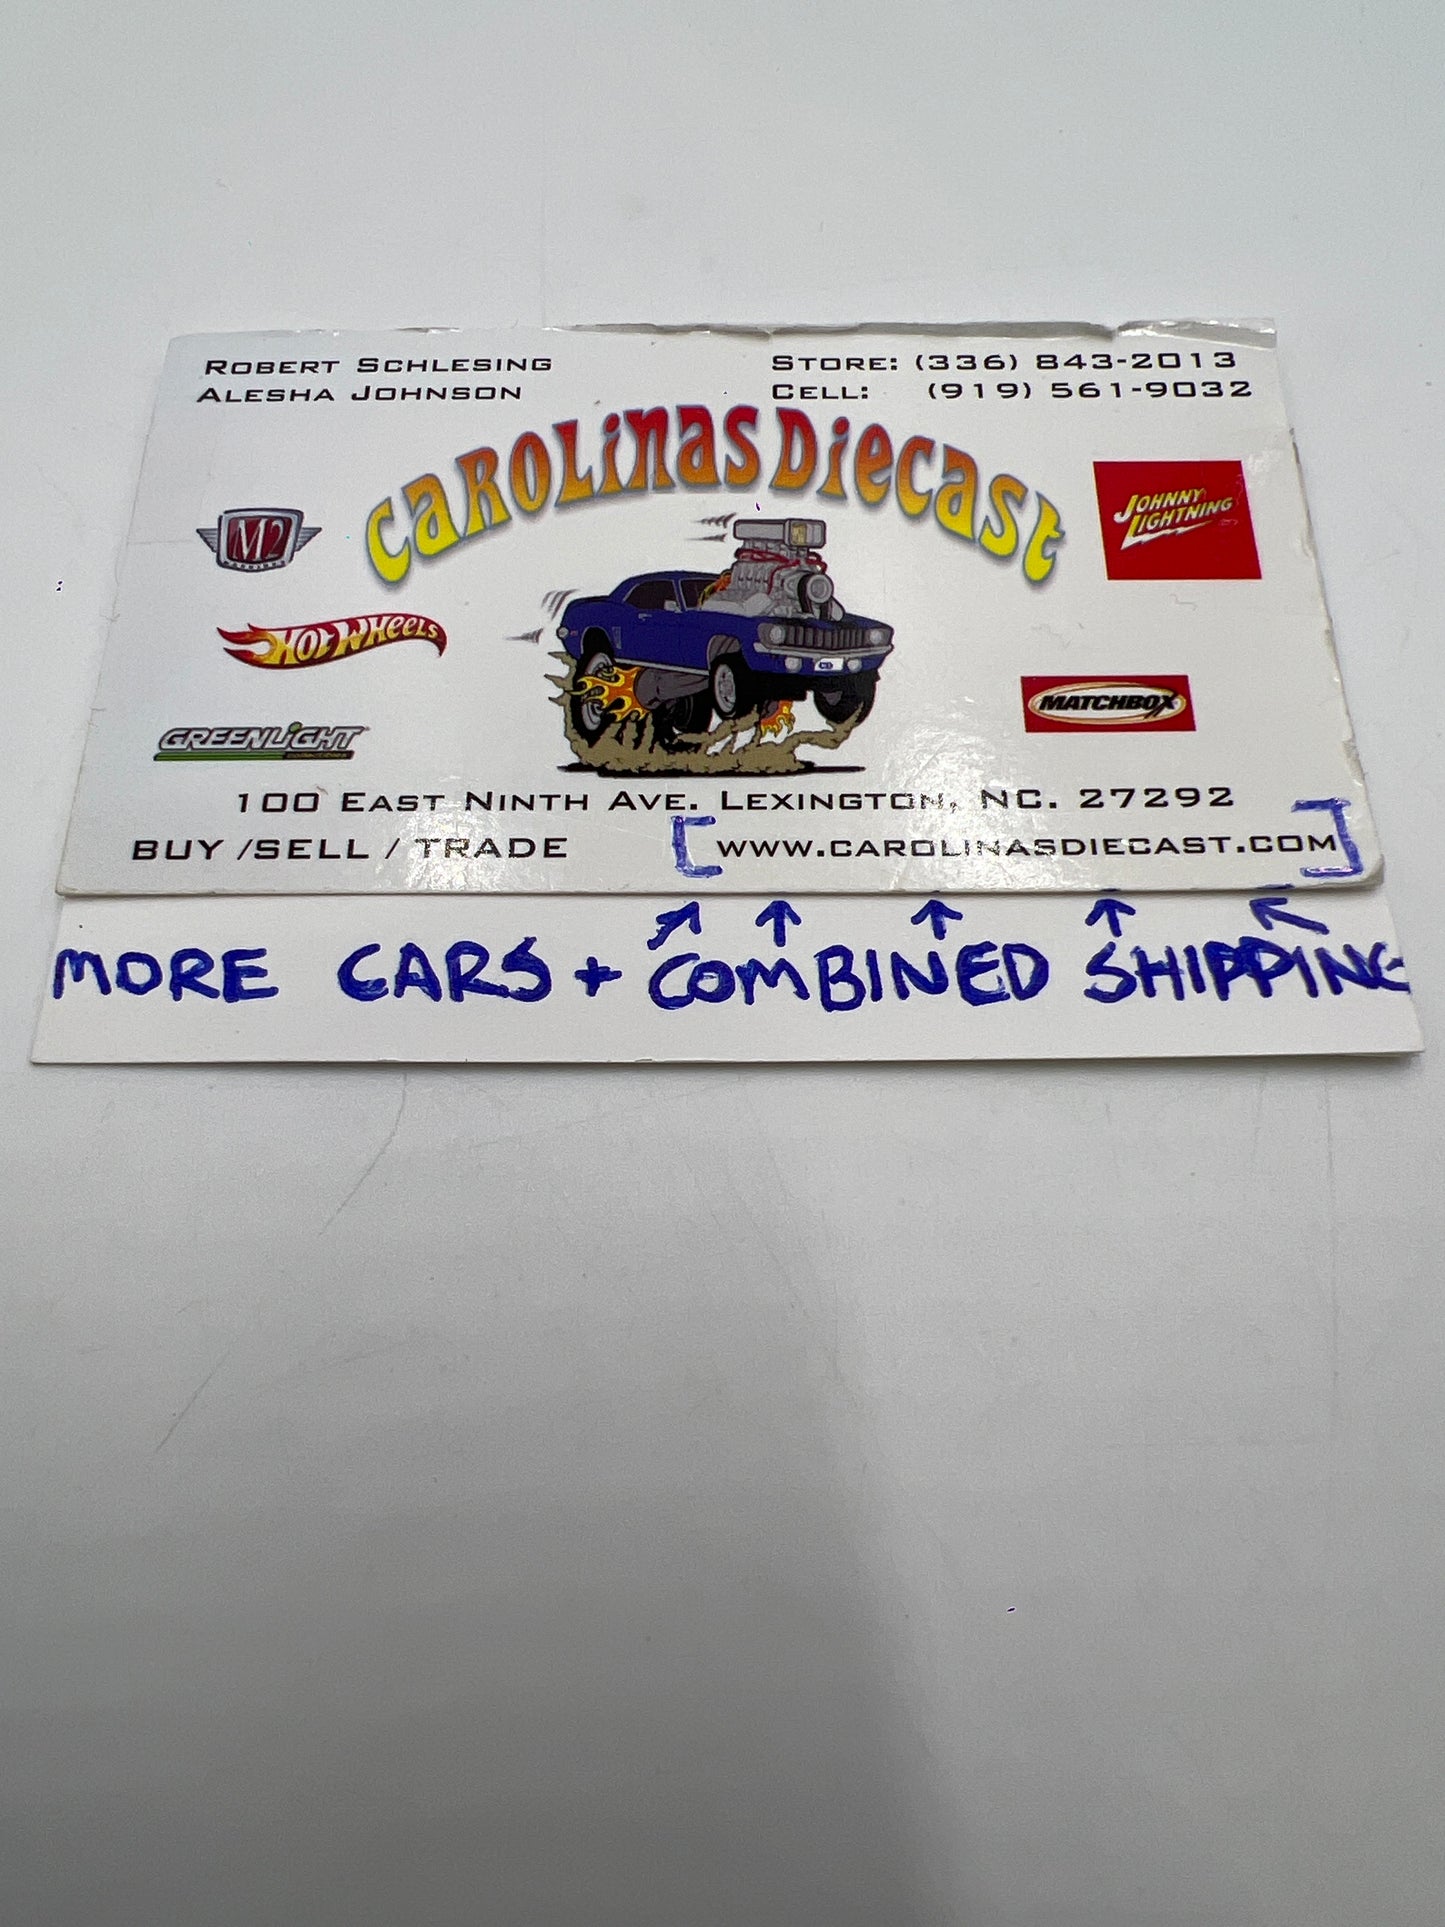 ROBERT SCHLESING
ALESHA JOHNSON
STORE: (336) 843-2013
CELL: (919) 561-9032
CAROLINAS DIECAST
M2
MACHINES
JOHNNY
LIGHTNING
HOT WHEELS
CD
MATCHBOX
GREENLIGHT
100 EAST NINTH AVE. LEXINGTON, NC. 27292
BUY /SELL / TRADE
[WWW.CAROLINASDIECAST.COM]
MORE CARS + COMBINED SHIPPING